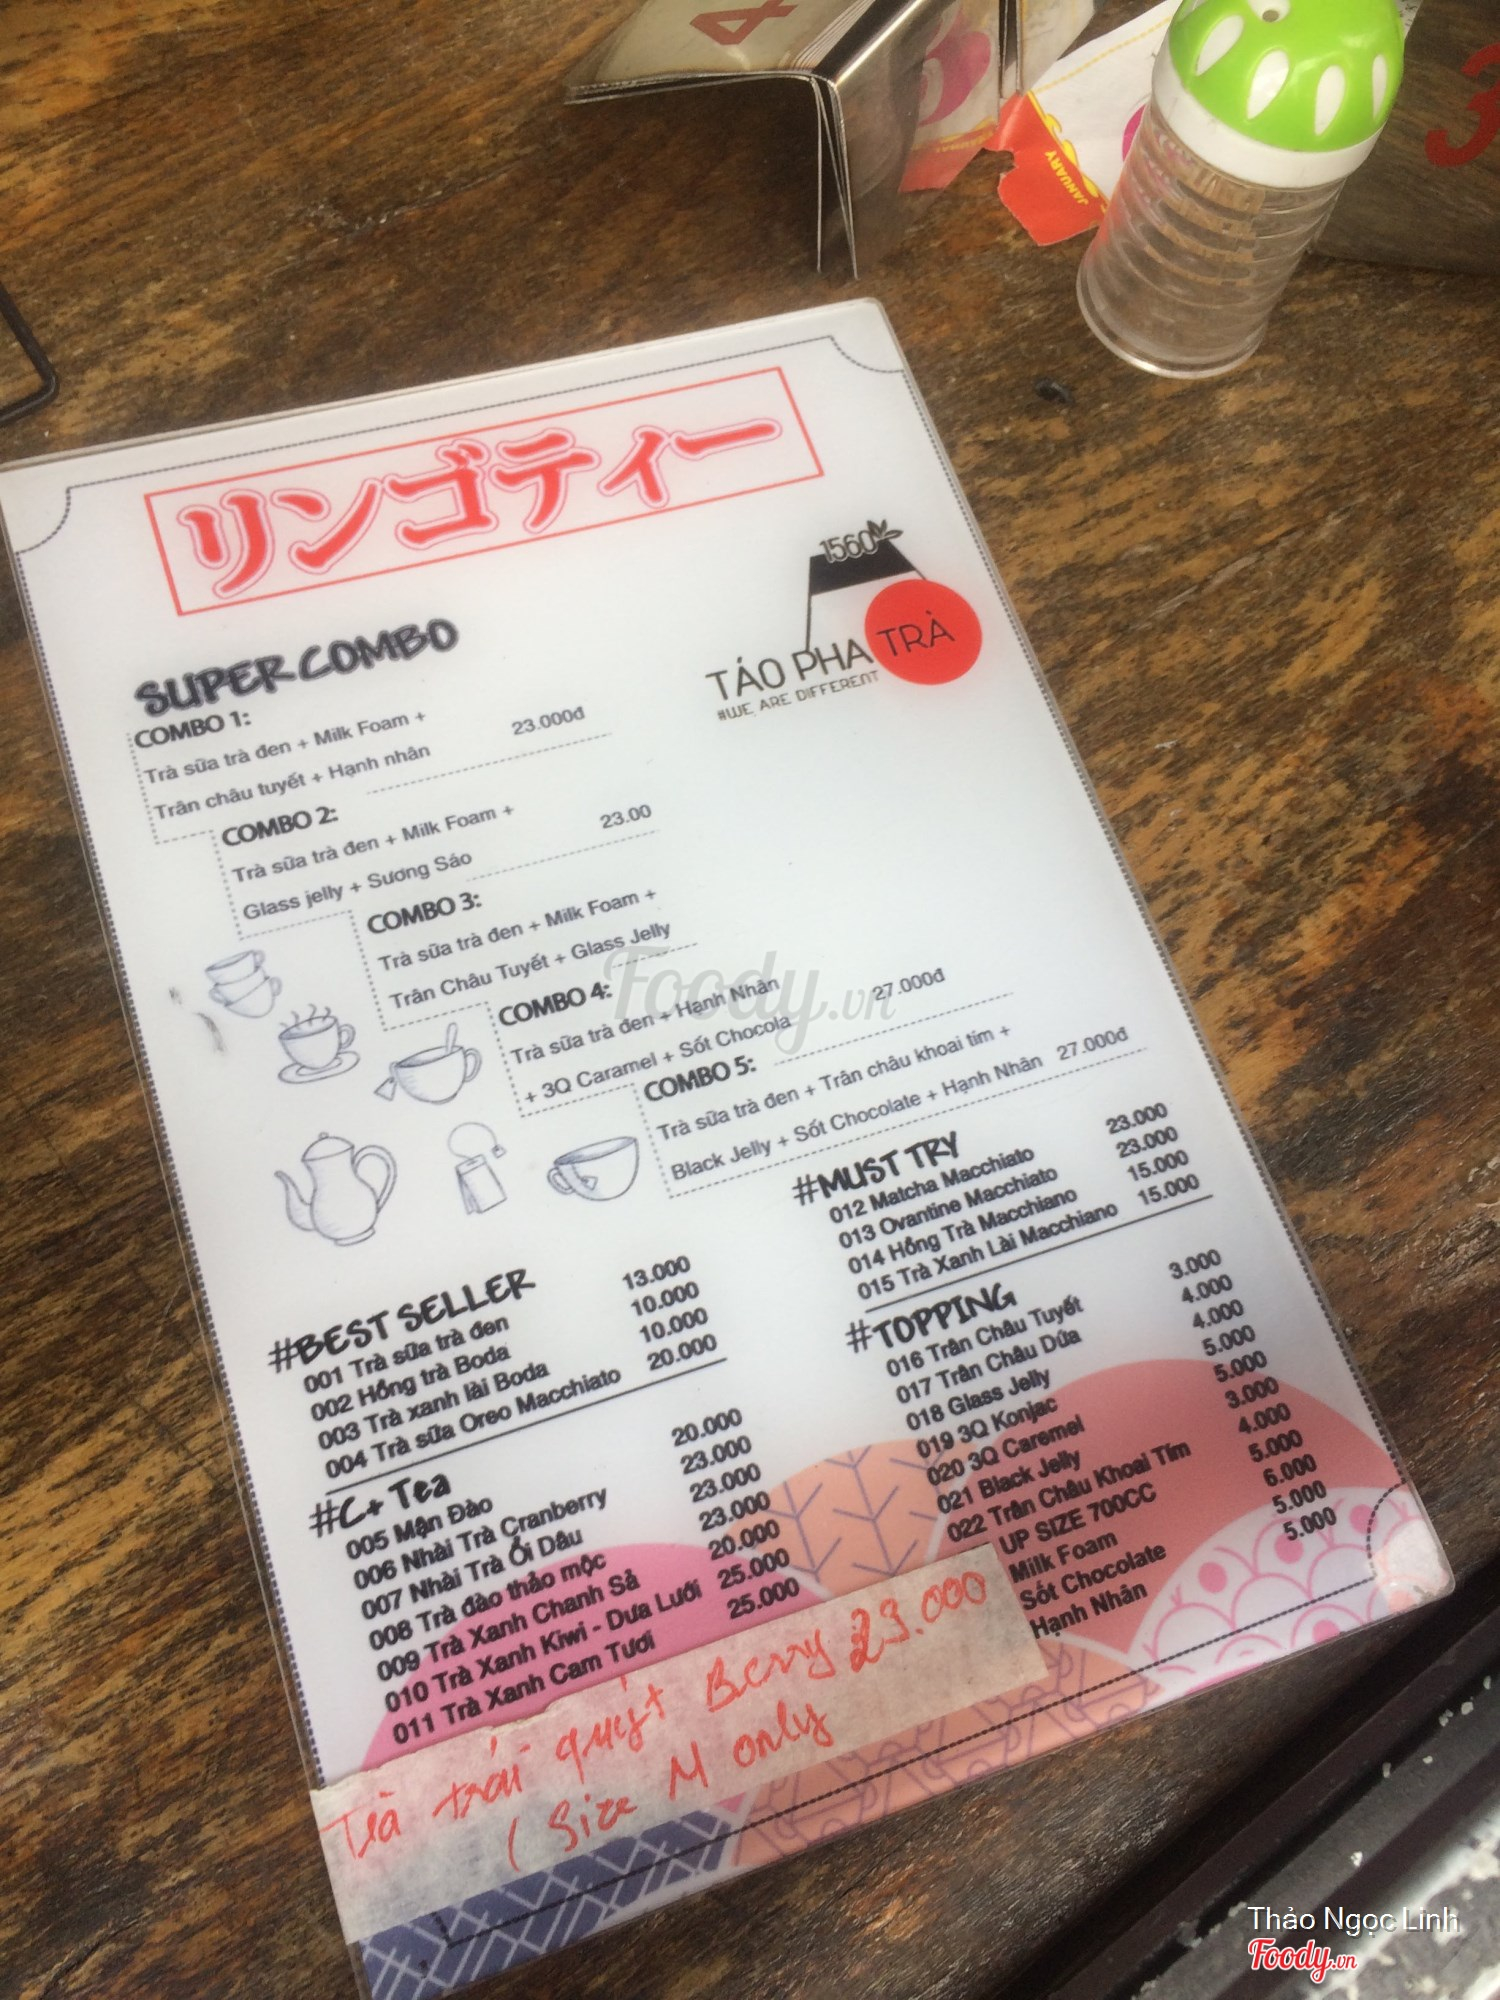 4
3
JANUARY
リンゴティー
1560
TÁO PHA TRÀ
#WE ARE DIFFERENT
SUPER COMBO
COMBO 1:
Trà sữa trà đen + Milk Foam +
Trân châu tuyết + Hạnh nhân 23.000đ
COMBO 2:
Trà sữa trà đen + Milk Foam +
Glass jelly + Sương Sáo 23.00
COMBO 3:
Trà sữa trà đen + Milk Foam +
Trân Châu Tuyết + Glass Jelly
COMBO 4:
Trà sữa trà đen + Hạnh Nhân
+ 3Q Caramel + Sốt Chocola 27.000đ
COMBO 5:
Trà sữa trà đen + Trân châu khoai tím +
Black Jelly + Sốt Chocolate + Hạnh Nhân 27.000đ
#BEST SELLER
001 Trà sữa trà đen 13.000
002 Hồng trà Boda 10.000
003 Trà xanh lài Boda 10.000
004 Trà sữa Oreo Macchiato 20.000
#C+ Tea
005 Mận Đào 20.000
006 Nhài Trà Cranberry 23.000
007 Nhài Trà Ổi Dâu 23.000
008 Trà đào thảo mộc 23.000
009 Trà Xanh Chanh Sả 20.000
010 Trà Xanh Kiwi - Dưa Lưới 25.000
011 Trà Xanh Cam Tươi 25.000
#MUST TRY
012 Matcha Macchiato 23.000
013 Ovantine Macchiato 23.000
014 Hồng Trà Macchiano 15.000
015 Trà Xanh Lài Macchiano 15.000
#TOPPING
016 Trân Châu Tuyết 3.000
017 Trân Châu Dừa 4.000
018 Glass Jelly 4.000
019 3Q Konjac 5.000
020 3Q Caremel 5.000
021 Black Jelly 3.000
022 Trân Châu Khoai Tím 4.000
UP SIZE 700CC 5.000
Milk Foam 6.000
Sốt Chocolate 5.000
Hạnh Nhân 5.000
Trà trái quýt Berry 23.000
( Size M only
Foody.vn
Thảo Ngọc Linh
Foody.vn